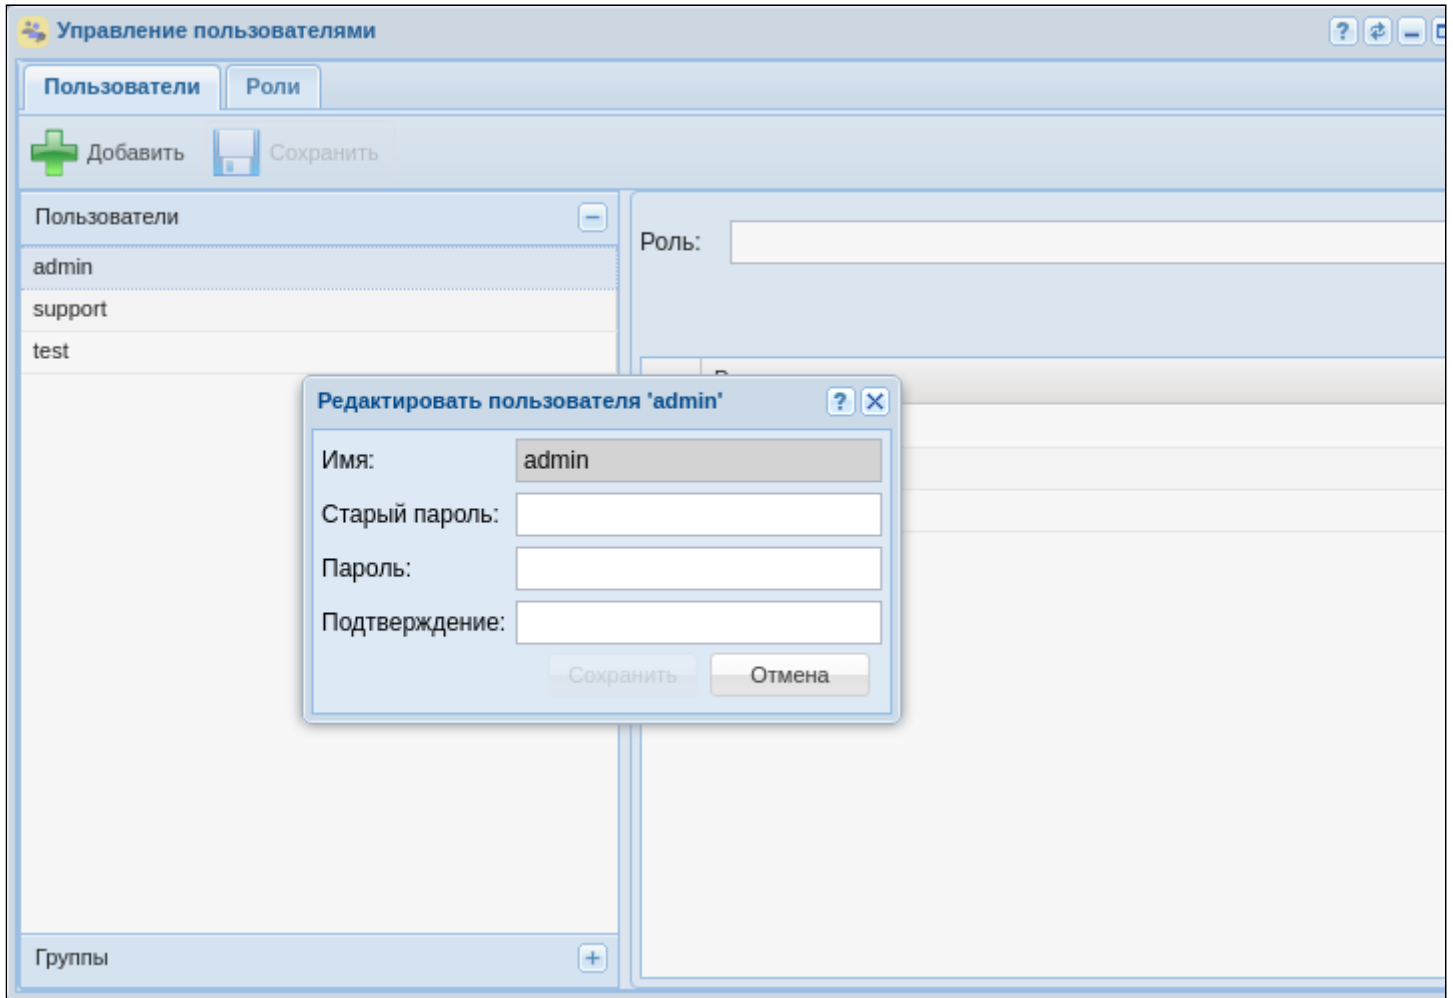 Управление пользователями
Пользователи
Роли
Добавить
Сохранить
Пользователи
Роль:
admin
support
test
Редактировать пользователя 'admin'
Имя:
admin
Старый пароль:
Пароль:
Подтверждение:
Сохранить
Отмена
Группы